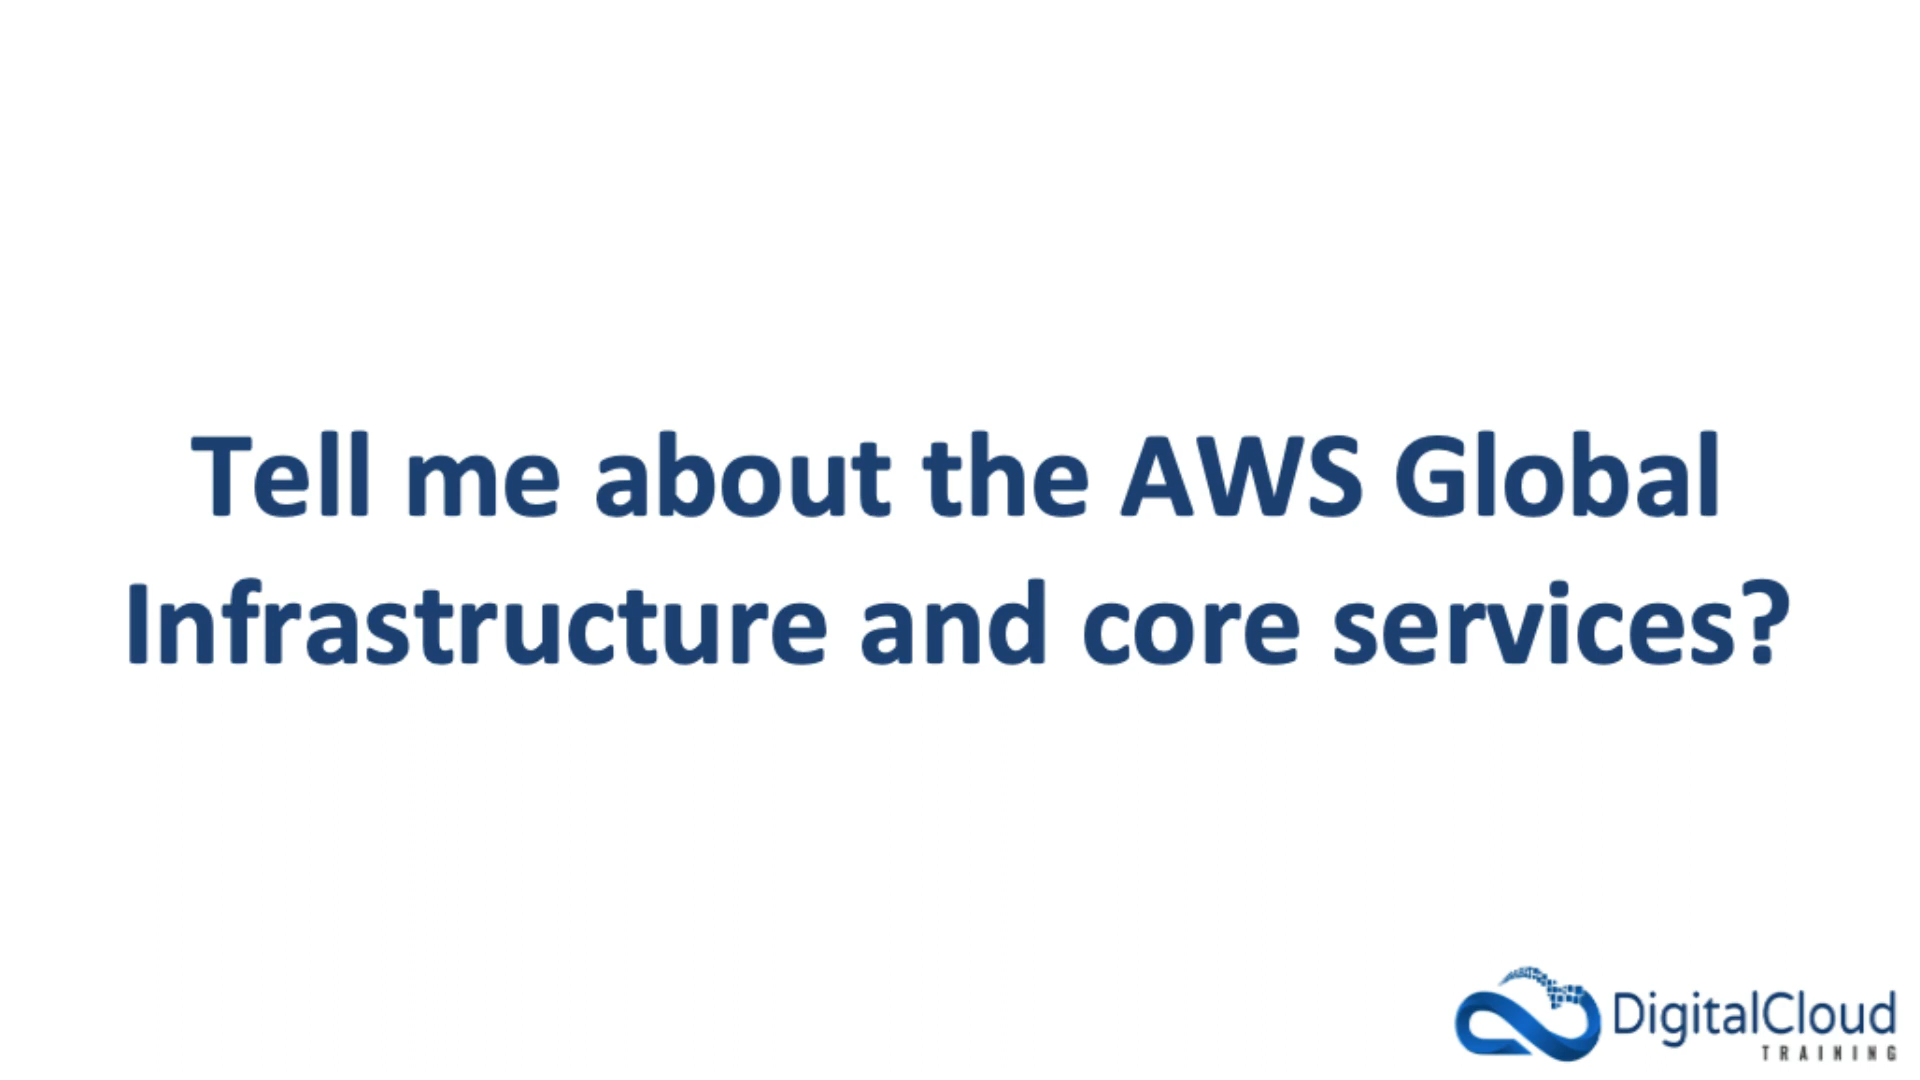 Tell me about the AWS Global
Infrastructure and core services?
DigitalCloud
TRAINING